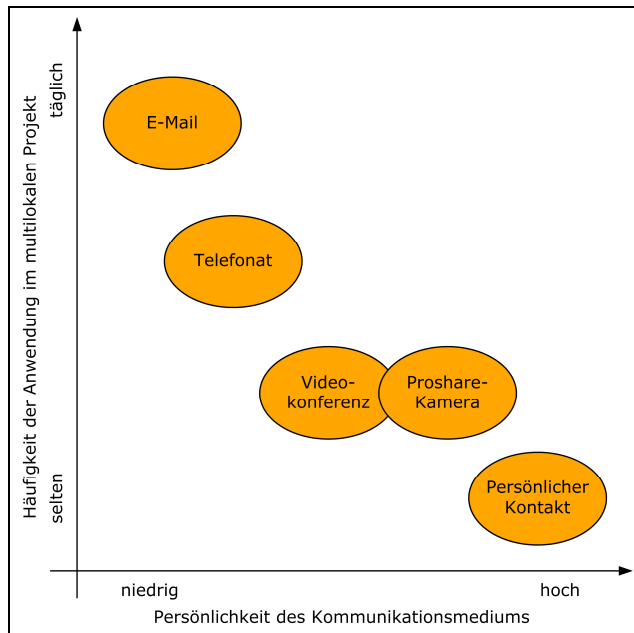 Häufigkeit der Anwendung im multilokalen Projekt
täglich
selten
E-Mail
Telefonat
Video-
konferenz
Proshare-
Kamera
Persönlicher
Kontakt
niedrig
hoch
Persönlichkeit des Kommunikationsmediums